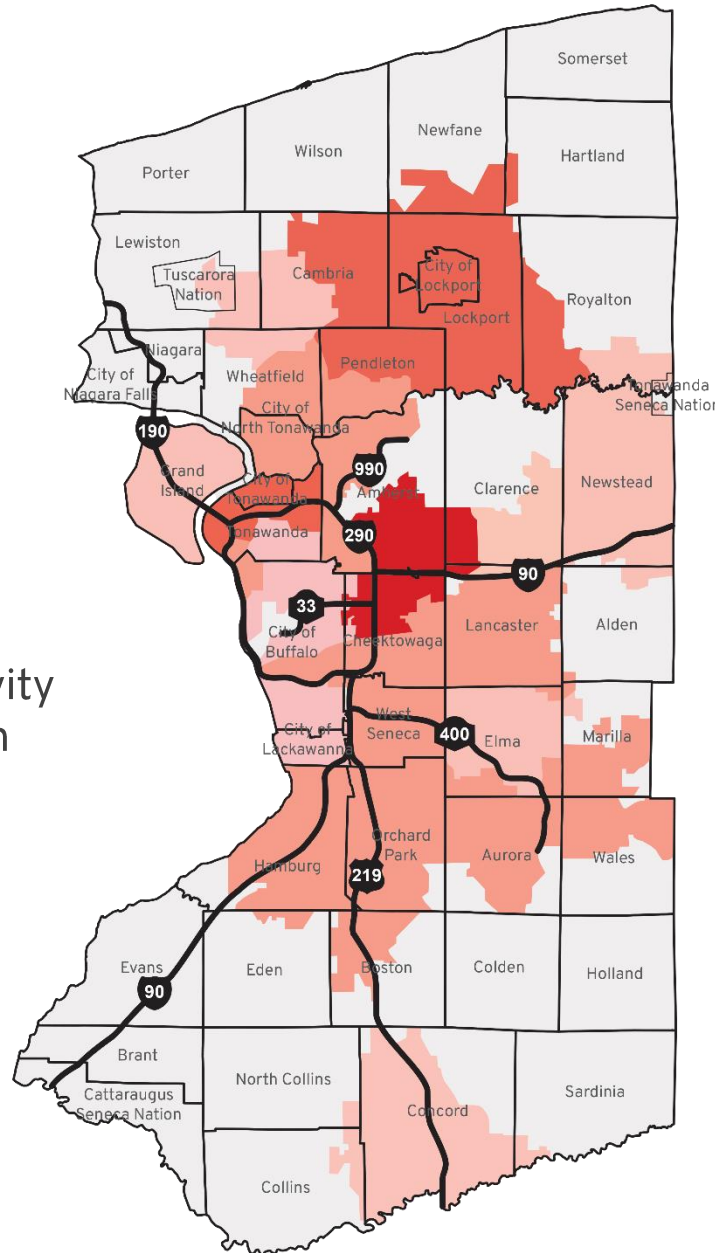 Somerset
Newfane
Wilson
Hartland
Porter
Lewiston
Tuscarora
Nation
Cambria
City of
Lockport
Lockport
Royalton
Niagara
City of
Niagara Falls
Wheatfield
Pendleton
Tonawanda
Seneca Nation
City of
North Tonawanda
190
Grand
Island
990
Amherst
City of
Tonawanda
Tonawanda
Clarence
Newstead
290
90
33
City of
Buffalo
Cheektowaga
Lancaster
Alden
vity
n
City of
Lackawanna
West
Seneca
400
Elma
Marilla
Hamburg
Orchard
Park
219
Aurora
Wales
Evans
90
Eden
Boston
Colden
Holland
Brant
Cattaraugus
Seneca Nation
North Collins
Concord
Sardinia
Collins